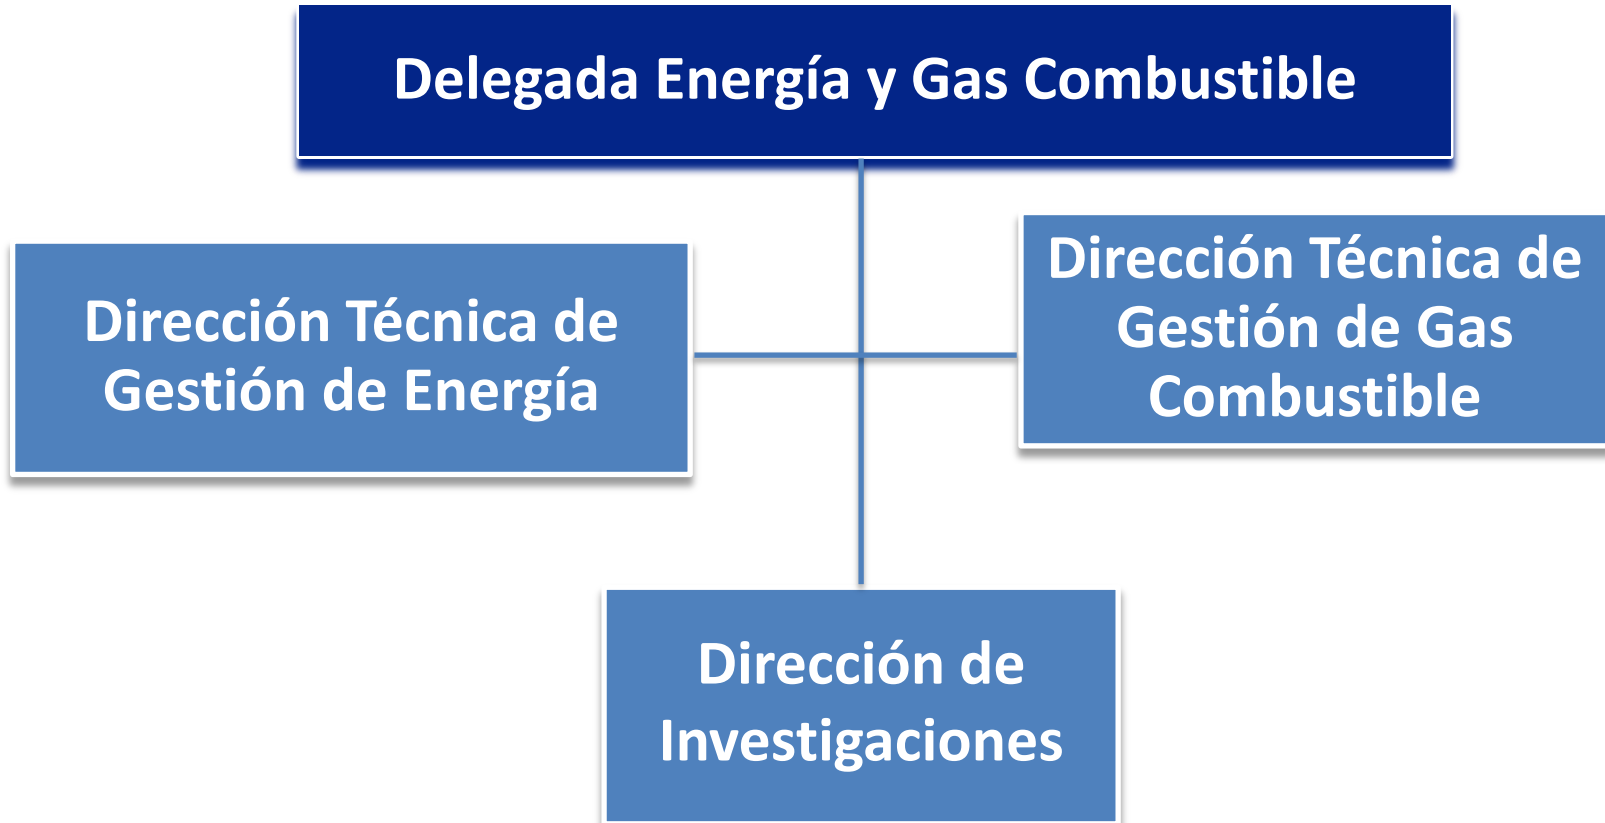 Delegada Energía y Gas Combustible
Dirección Técnica de
Gestión de Energía
Dirección Técnica de
Gestión de Gas
Combustible
Dirección de
Investigaciones